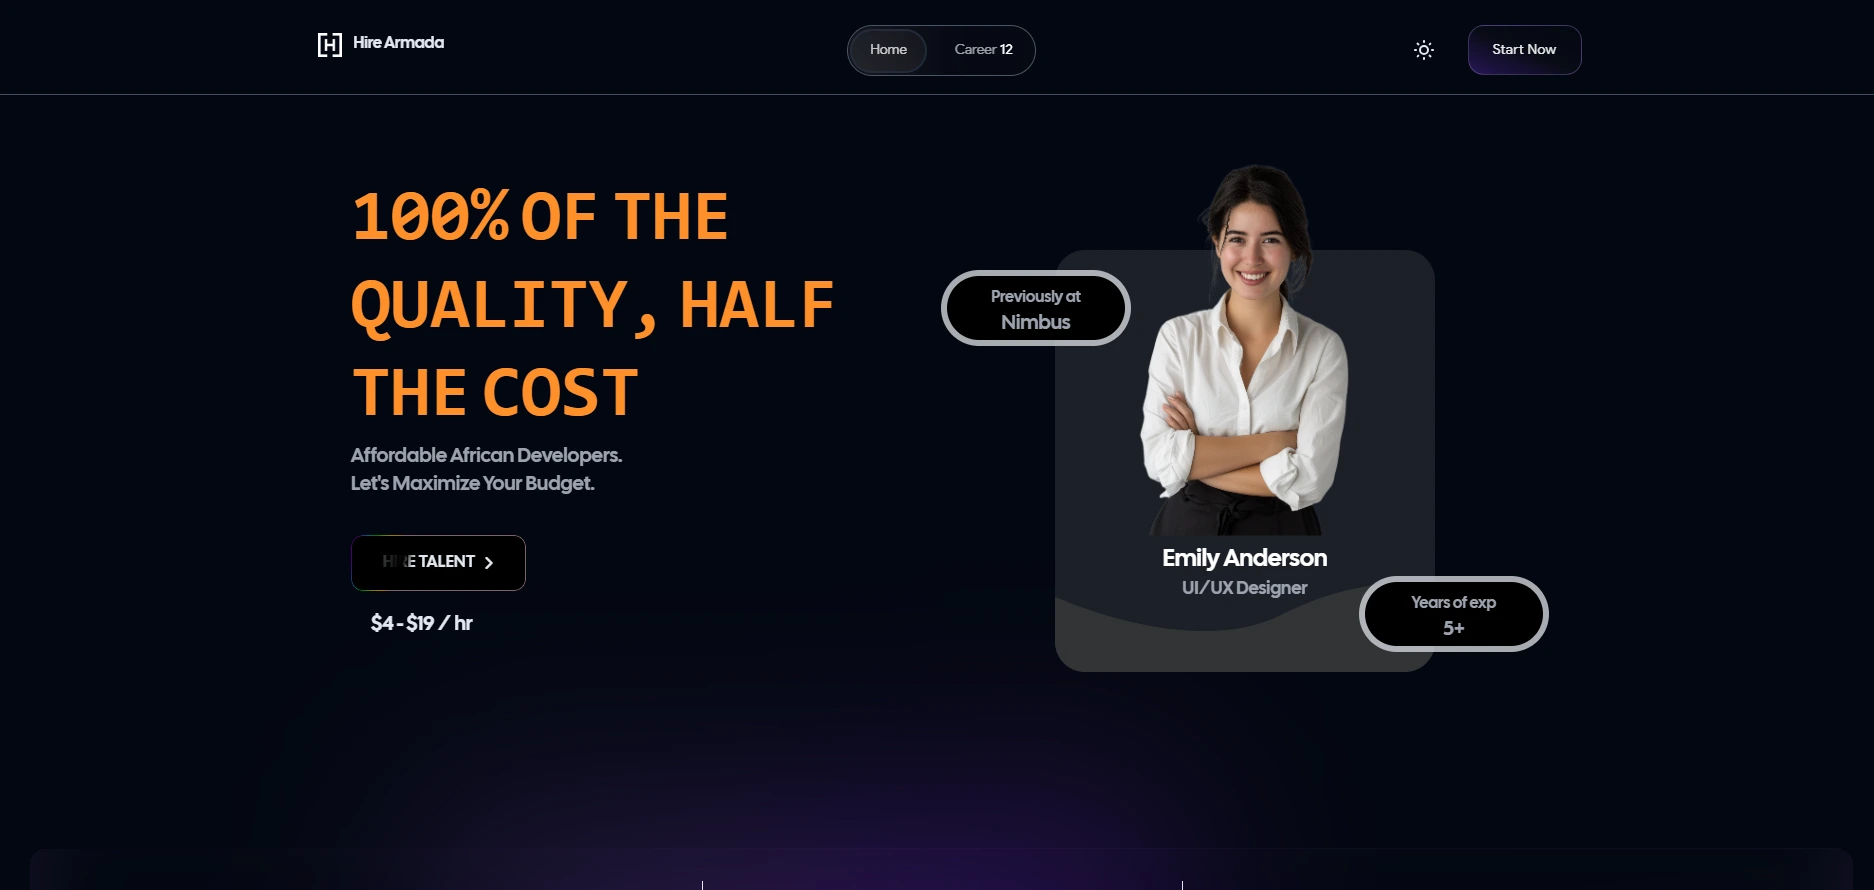 Hire Armada
Home
Career 12
Start Now
100% OF THE
QUALITY, HALF
THE COST
Affordable African Developers.
Let's Maximize Your Budget.
HIRE TALENT
$4 - $19 / hr
Previously at
Nimbus
Emily Anderson
UI/UX Designer
Years of exp
5+